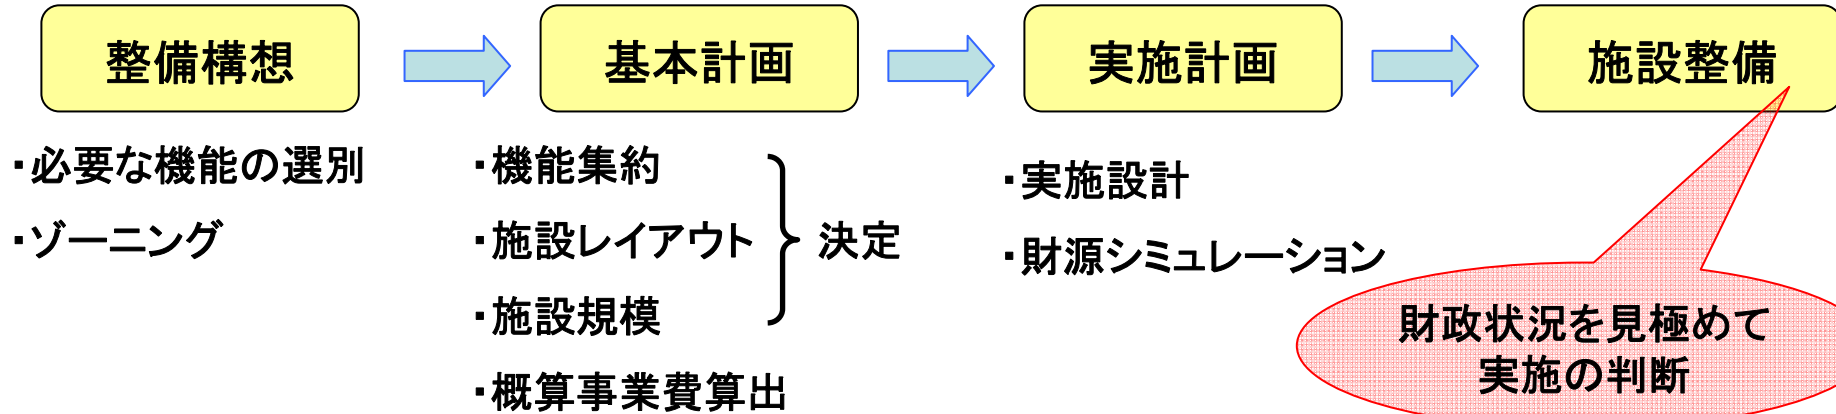 整備構想
基本計画
実施計画
施設整備
・必要な機能の選別
・ゾーニング
・機能集約
・施設レイアウト
・施設規模
決定
・概算事業費算出
・実施設計
・財源シミュレーション
財政状況を見極めて
実施の判断